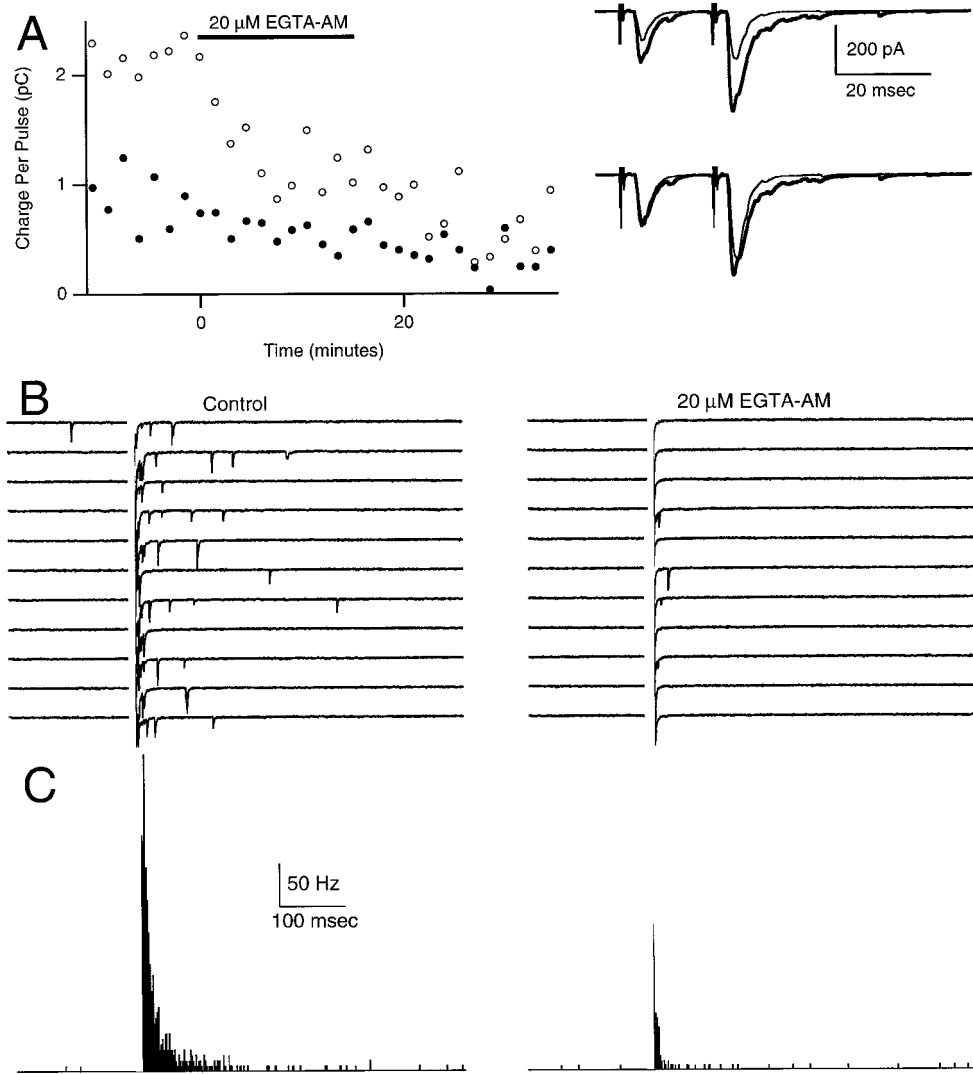 A
20 μM EGTA-AM
Charge Per Pulse (pC)
2
1
0
0
20
Time (minutes)
200 pA
20 msec
B
Control
20 μM EGTA-AM
C
50 Hz
100 msec